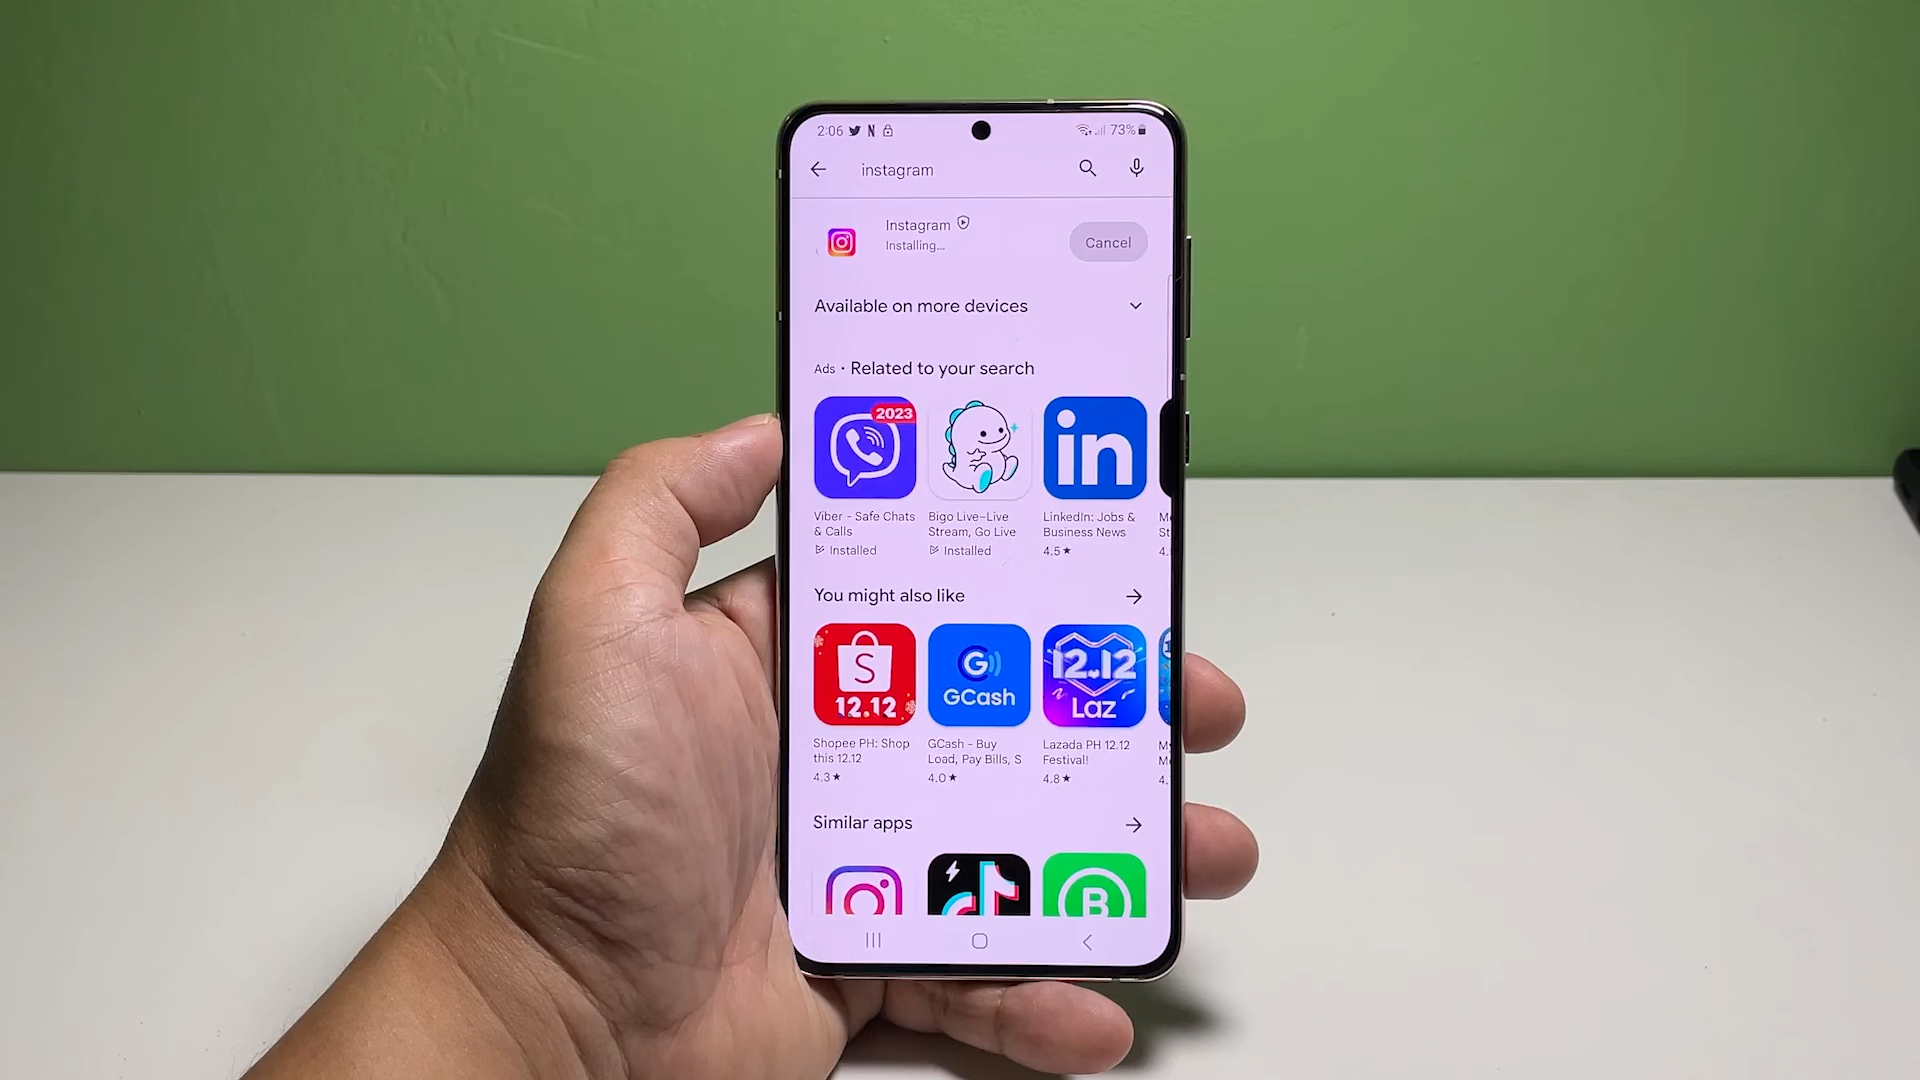 2:06 N 73%
instagram
Instagram
Installing...
Cancel
Available on more devices
Ads · Related to your search
2023
in
Viber - Safe Chats
& Calls
Installed
Bigo Live–Live
Stream, Go Live
Installed
LinkedIn: Jobs &
Business News
4.5★
You might also like
S
12.12
G
GCash
12.12
Laz
Shopee PH: Shop
this 12.12
4.3★
GCash - Buy
Load, Pay Bills, S
4.0★
Lazada PH 12.12
Festival!
4.8★
Similar apps
B